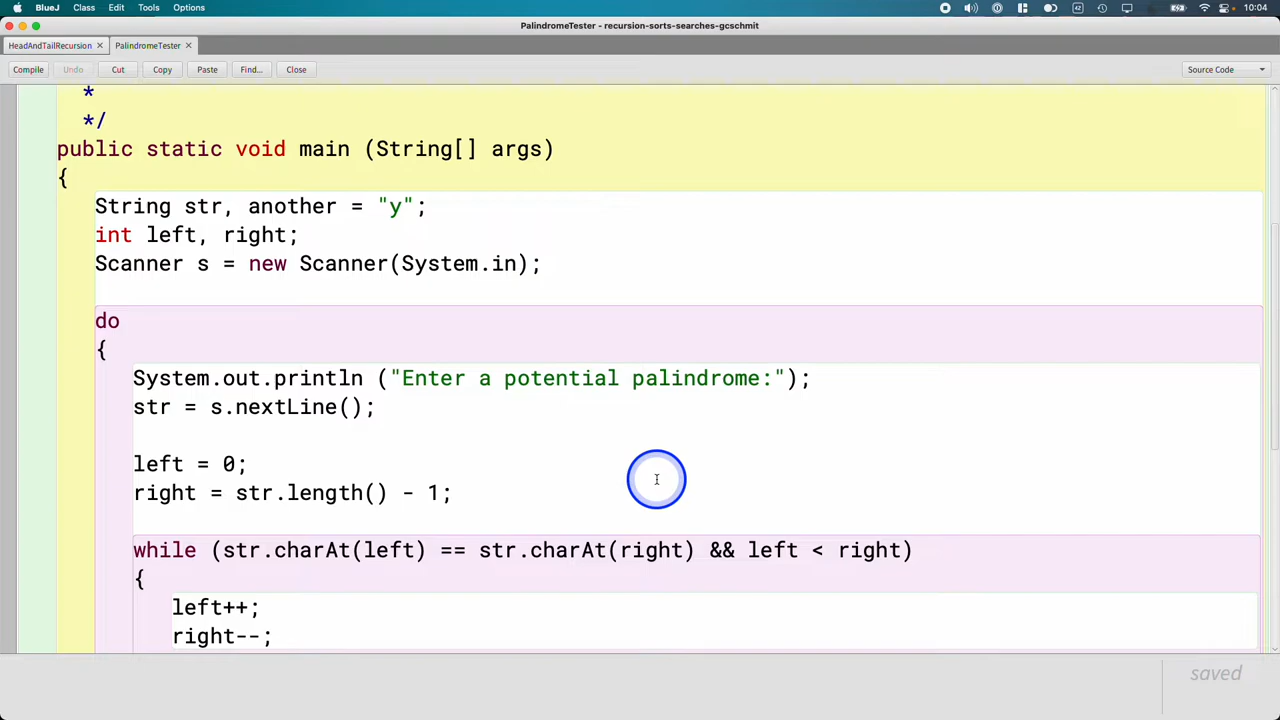 BlueJ Class Edit Tools Options 42 10:04
PalindromeTester - recursion-sorts-searches-gcschmit
HeadAndTailRecursion × PalindromeTester ×
Compile Undo Cut Copy Paste Find... Close Source Code
*
*/
public static void main (String[] args)
{
String str, another = "y";
int left, right;
Scanner s = new Scanner(System.in);
do
{
System.out.println ("Enter a potential palindrome:");
str = s.nextLine();
left = 0;
right = str.length() - 1;
while (str.charAt(left) == str.charAt(right) && left < right)
{
left++;
right--;
saved